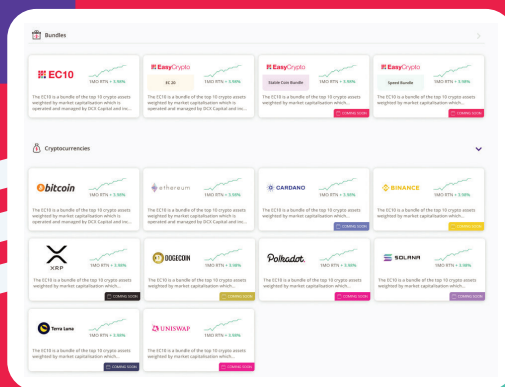 Bundles
EC10
1MO RTN + 3.98%
The EC10 is a bundle of the top 10 crypto assets
weighted by market capitalisation which is
operated and managed by DCX Capital and inc...
EasyCrypto
EC 20
1MO RTN + 3.98%
The EC10 is a bundle of the top 10 crypto assets
weighted by market capitalisation which is
operated and managed by DCX Capital and inc...
EasyCrypto
Stable Coin Bundle
1MO RTN + 3.98%
The EC10 is a bundle of the top 10 crypto assets
weighted by market capitalisation which...
COMING SOON
EasyCrypto
Speed Bundle
1MO RTN + 3.98%
The EC10 is a bundle of the top 10 crypto assets
weighted by market capitalisation which...
COMING SOON
Cryptocurrencies
bitcoin
1MO RTN + 3.98%
The EC10 is a bundle of the top 10 crypto assets
weighted by market capitalisation which is
operated and managed by DCX Capital and inc...
ethereum
1MO RTN + 3.98%
The EC10 is a bundle of the top 10 crypto assets
weighted by market capitalisation which is
operated and managed by DCX Capital and inc...
CARDANO
1MO RTN + 3.98%
The EC10 is a bundle of the top 10 crypto assets
weighted by market capitalisation which...
COMING SOON
BINANCE
1MO RTN + 3.98%
The EC10 is a bundle of the top 10 crypto assets
weighted by market capitalisation which...
COMING SOON
XRP
1MO RTN + 3.98%
The EC10 is a bundle of the top 10 crypto assets
weighted by market capitalisation which...
COMING SOON
DOGECOIN
1MO RTN + 3.98%
The EC10 is a bundle of the top 10 crypto assets
weighted by market capitalisation which...
COMING SOON
Polkadot.
1MO RTN + 3.98%
The EC10 is a bundle of the top 10 crypto assets
weighted by market capitalisation which...
COMING SOON
SOLANA
1MO RTN + 3.98%
The EC10 is a bundle of the top 10 crypto assets
weighted by market capitalisation which...
COMING SOON
Terra Luna
1MO RTN + 3.98%
The EC10 is a bundle of the top 10 crypto assets
weighted by market capitalisation which...
COMING SOON
UNISWAP
1MO RTN + 3.98%
The EC10 is a bundle of the top 10 crypto assets
weighted by market capitalisation which...
COMING SOON